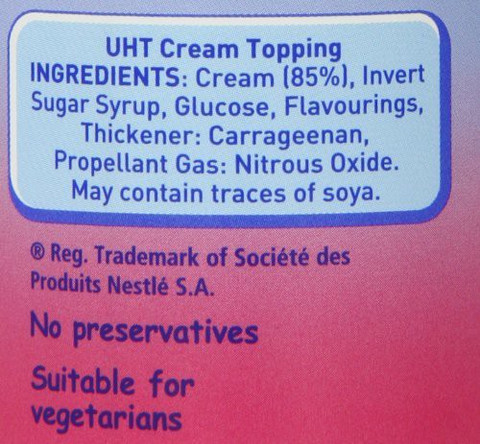 UHT Cream Topping
INGREDIENTS: Cream (85%), Invert
Sugar Syrup, Glucose, Flavourings,
Thickener: Carrageenan,
Propellant Gas: Nitrous Oxide.
May contain traces of soya.
® Reg. Trademark of Société des
Produits Nestlé S.A.
No preservatives
Suitable for
vegetarians